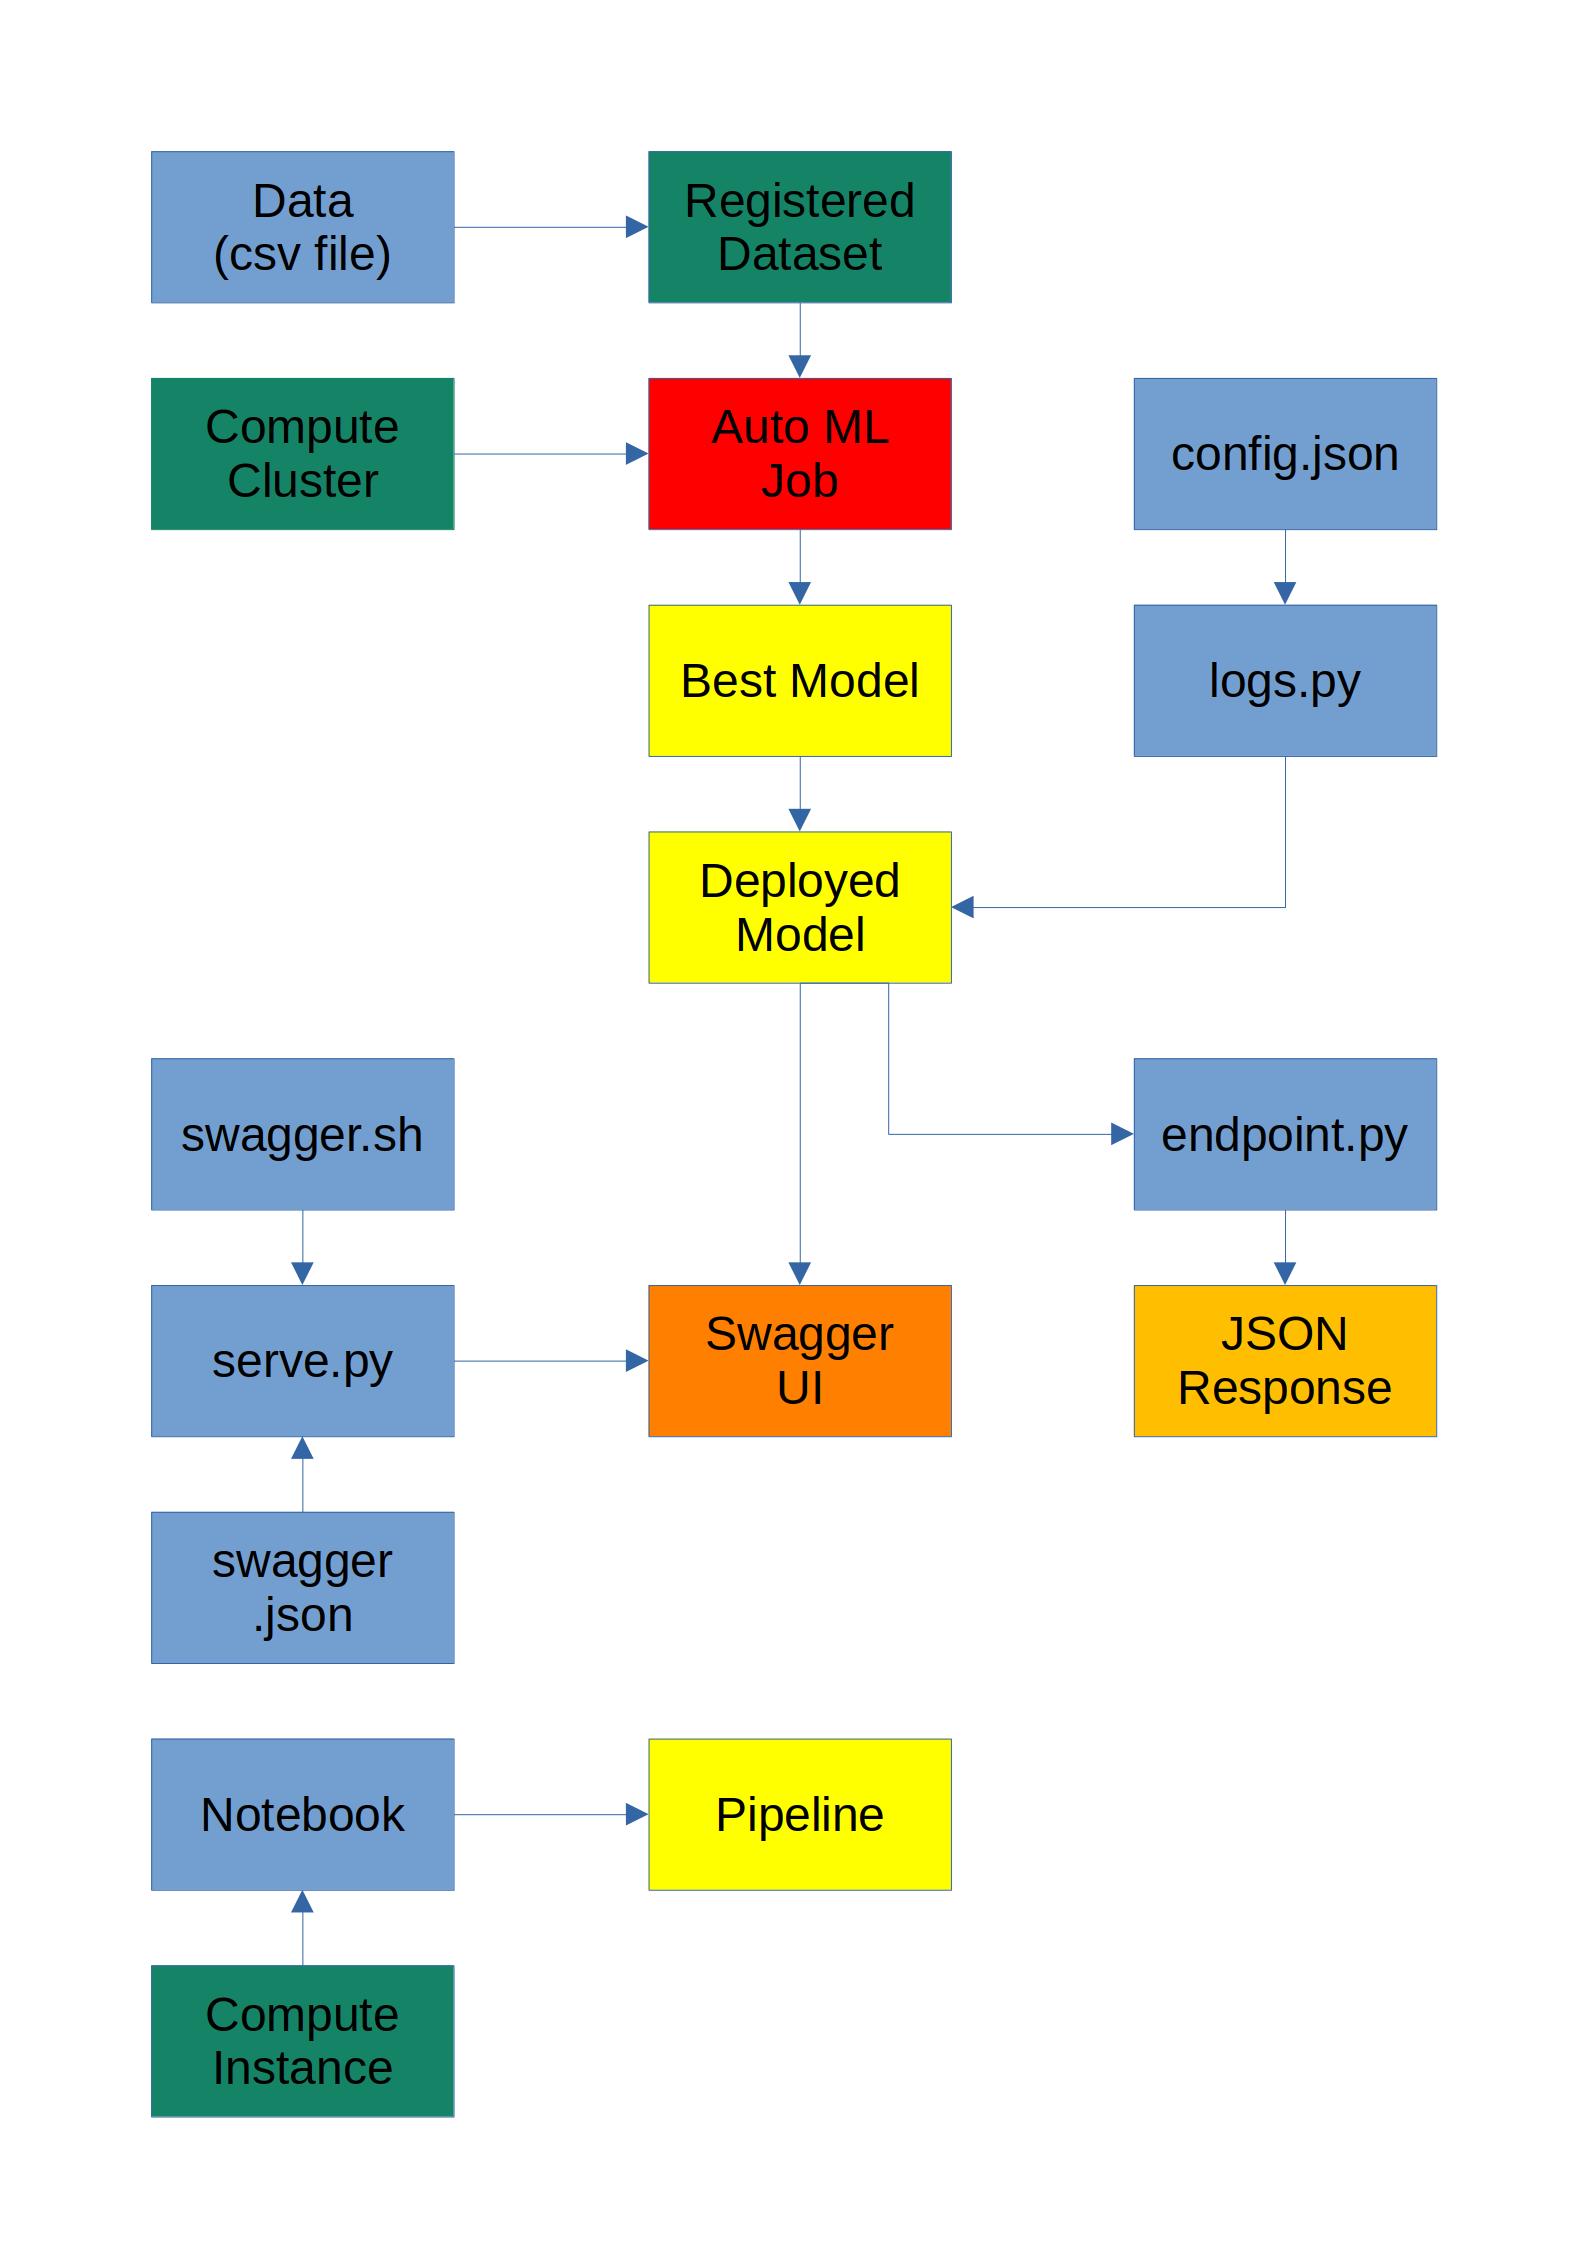 Data
(csv file)
Registered
Dataset
Compute
Cluster
Auto ML
Job
config.json
Best Model
logs.py
Deployed
Model
swagger.sh
endpoint.py
serve.py
Swagger
UI
JSON
Response
swagger
.json
Notebook
Pipeline
Compute
Instance